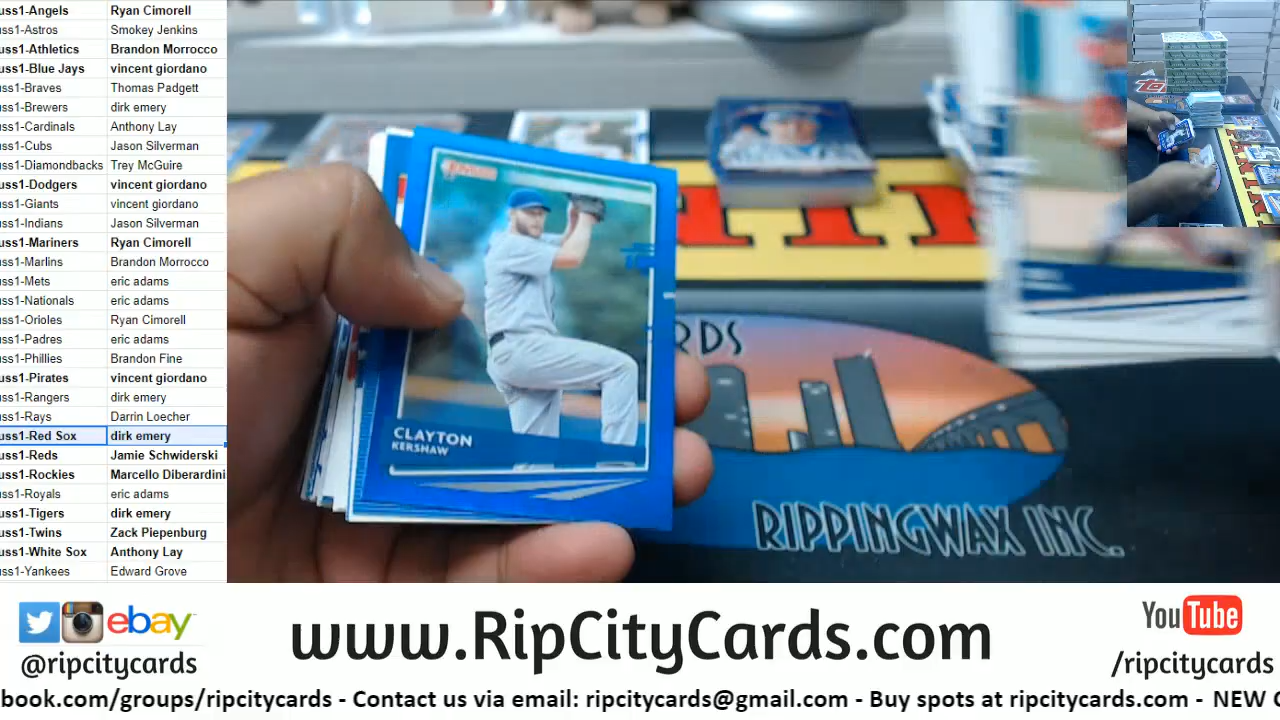 uss1-Angels Ryan Cimorell
uss1-Astros Smokey Jenkins
uss1-Athletics Brandon Morrocco
uss1-Blue Jays vincent giordano
uss1-Braves Thomas Padgett
uss1-Brewers dirk emery
uss1-Cardinals Anthony Lay
uss1-Cubs Jason Silverman
uss1-Diamondbacks Trey McGuire
uss1-Dodgers vincent giordano
uss1-Giants vincent giordano
uss1-Indians Jason Silverman
uss1-Mariners Ryan Cimorell
uss1-Marlins Brandon Morrocco
uss1-Mets eric adams
uss1-Nationals eric adams
uss1-Orioles Ryan Cimorell
uss1-Padres eric adams
uss1-Phillies Brandon Fine
uss1-Pirates vincent giordano
uss1-Rangers dirk emery
uss1-Rays Darrin Loecher
uss1-Red Sox dirk emery
uss1-Reds Jamie Schwiderski
uss1-Rockies Marcello Diberardini
uss1-Royals eric adams
uss1-Tigers dirk emery
uss1-Twins Zack Piepenburg
uss1-White Sox Anthony Lay
uss1-Yankees Edward Grove
CLAYTON
KERSHAW
RDS
RIPPINGWAX INC.
ebay
@ripcitycards
www.RipCityCards.com
YouTube
/ripcitycards
book.com/groups/ripcitycards - Contact us via email: ripcitycards@gmail.com - Buy spots at ripcitycards.com - NEW